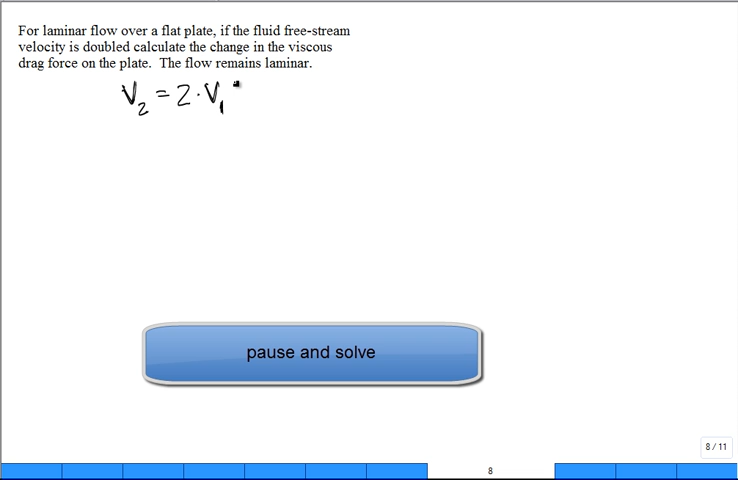 For laminar flow over a flat plate, if the fluid free-stream
velocity is doubled calculate the change in the viscous
drag force on the plate.  The flow remains laminar.
V₂ = 2 · V₁
pause and solve
8 / 11
8